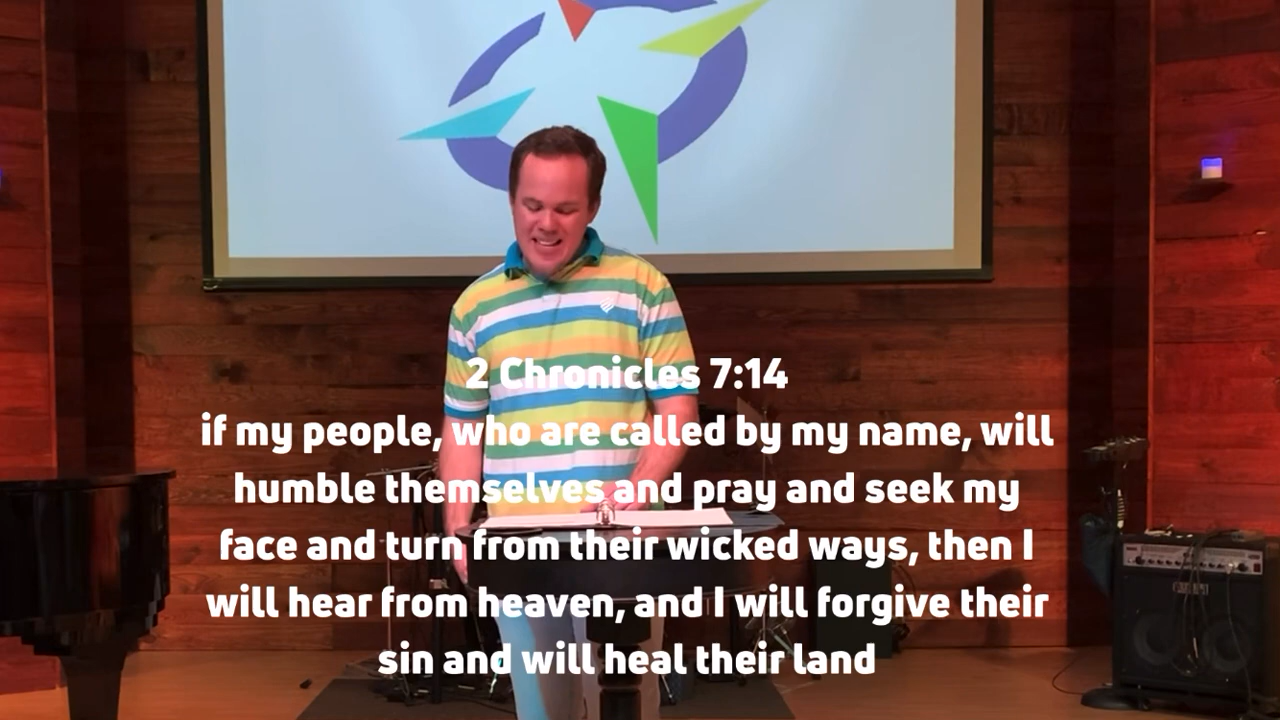 2 Chronicles 7:14
if my people, who are called by my name, will
humble themselves and pray and seek my
face and turn from their wicked ways, then I
will hear from heaven, and I will forgive their
sin and will heal their land